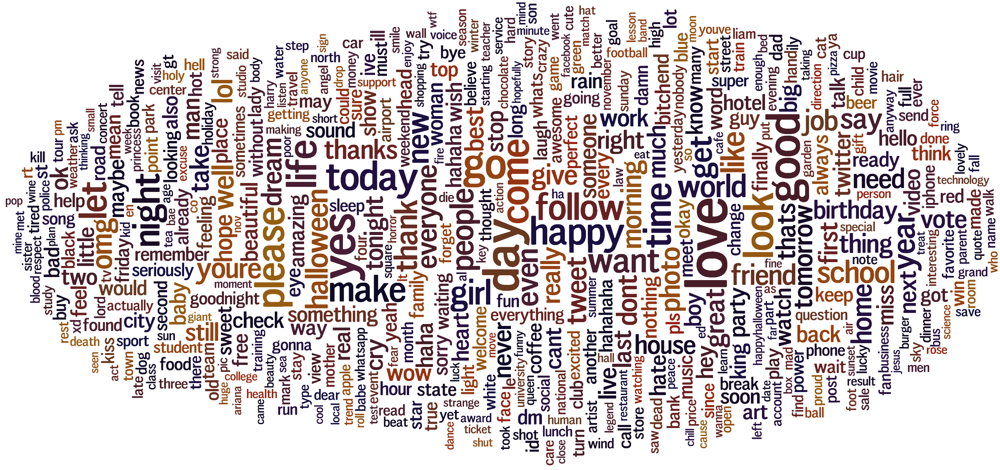 love
good
day
go
come
happy
today
yes
please
life
night
look
time
follow
halloween
make
want
new
get
like
world
people
everyone
thank
thanks
tonight
dream
youre
omg
let
girl
even
really
tweet
dont
photo
morning
friend
thats
tomorrow
school
year
next
first
thing
birthday
vote
need
say
job
twitter
always
ready
hello
think
done
video
iphone
red
made
home
miss
back
keep
watch
party
great
boy
house
pls
nothing
last
live
hate
music
hey
king
break
soon
art
since
play
power
phone
wait
post
question
win
got
dinner
room
save
science
favorite
parent
quote
name
who
walk
grand
interesting
treat
note
special
person
technology
fall
lovely
ring
force
send
anyway
full
ever
hair
movie
child
cup
beer
talk
pizza
ya
cat
direction
taking
big
handily
dad
bed
evening
enough
liam
youve
train
street
start
super
hotel
word
guy
put
finally
garden
gift
cafe
know
many
moon
blue
nobody
yesterday
so
much
bitch
end
damn
lot
high
band
lesson
football
goal
better
match
hat
cute
went
green
facebook
game
crazy
whats
story
son
mind
minute
hard
service
teacher
winter
season
voice
wtf
wall
smile
enjoy
try
bye
top
believe
starting
chocolate
hopefully
long
stop
best
wish
hahaha
woman
shopping
fire
head
weekend
must
ill
ive
support
money
car
drop
angel
north
sign
step
water
anyone
travel
listen
harry
body
lady
studio
said
strong
hell
holy
gt
visit
center
news
book
tell
mean
park
point
also
looking
man
hot
lol
holiday
place
well
take
excuse
sometimes
without
getting
may
short
making
poor
sound
could
sure
show
airport
rain
going
november
sunday
work
right
someone
perfect
awesome
laugh
give
every
eat
law
ha
action
thought
key
die
forget
al
horror
square
four
sleep
amazing
eye
beautiful
hope
feeling
already
co
nov
tea
bae
age
en
kid
maybe
road
concert
small
week
princess
thinking
weather
ask
tour
pm
kill
rt
st
ok
wine
police
help
song
pop
met
mine
tired
plan
black
little
bad
respect
sister
blood
study
buy
two
feel
tv
friday
remember
seriously
would
lord
actually
second
baby
goodnight
moment
giant
something
way
lt
family
waiting
fun
everything
summer
hahahaha
meet
okay
change
fine
as
happyhalloween
far
part
ed
learn
air
business
burger
bus
rose
sky
men
jesus
fan
lucky
sunset
result
sale
foot
proud
ball
find
box
mad
date
account
left
open
wanna
cause
chill
price
bank
dead
saw
peace
watching
restaurant
store
call
legend
hall
another
artist
wind
turn
excited
club
cant
national
human
social
coffee
queen
funny
university
never
le
face
dm
lunch
shot
took
id
care
close
white
move
welcome
heart
luck
light
sorry
haha
month
yeah
fear
cry
wow
hour
state
strange
yet
award
ticket
shut
dance
true
star
beat
read
test
event
whatsapp
babe
roll
apple
trend
real
mother
local
cool
dear
view
type
stay
sea
gonna
beauty
mark
run
health
came
training
check
free
sweet
pic
college
ariana
huge
old
team
still
student
sun
food
there
three
class
dog
late
city
sport
found
xd
kiss
death
rest
seen
act
town